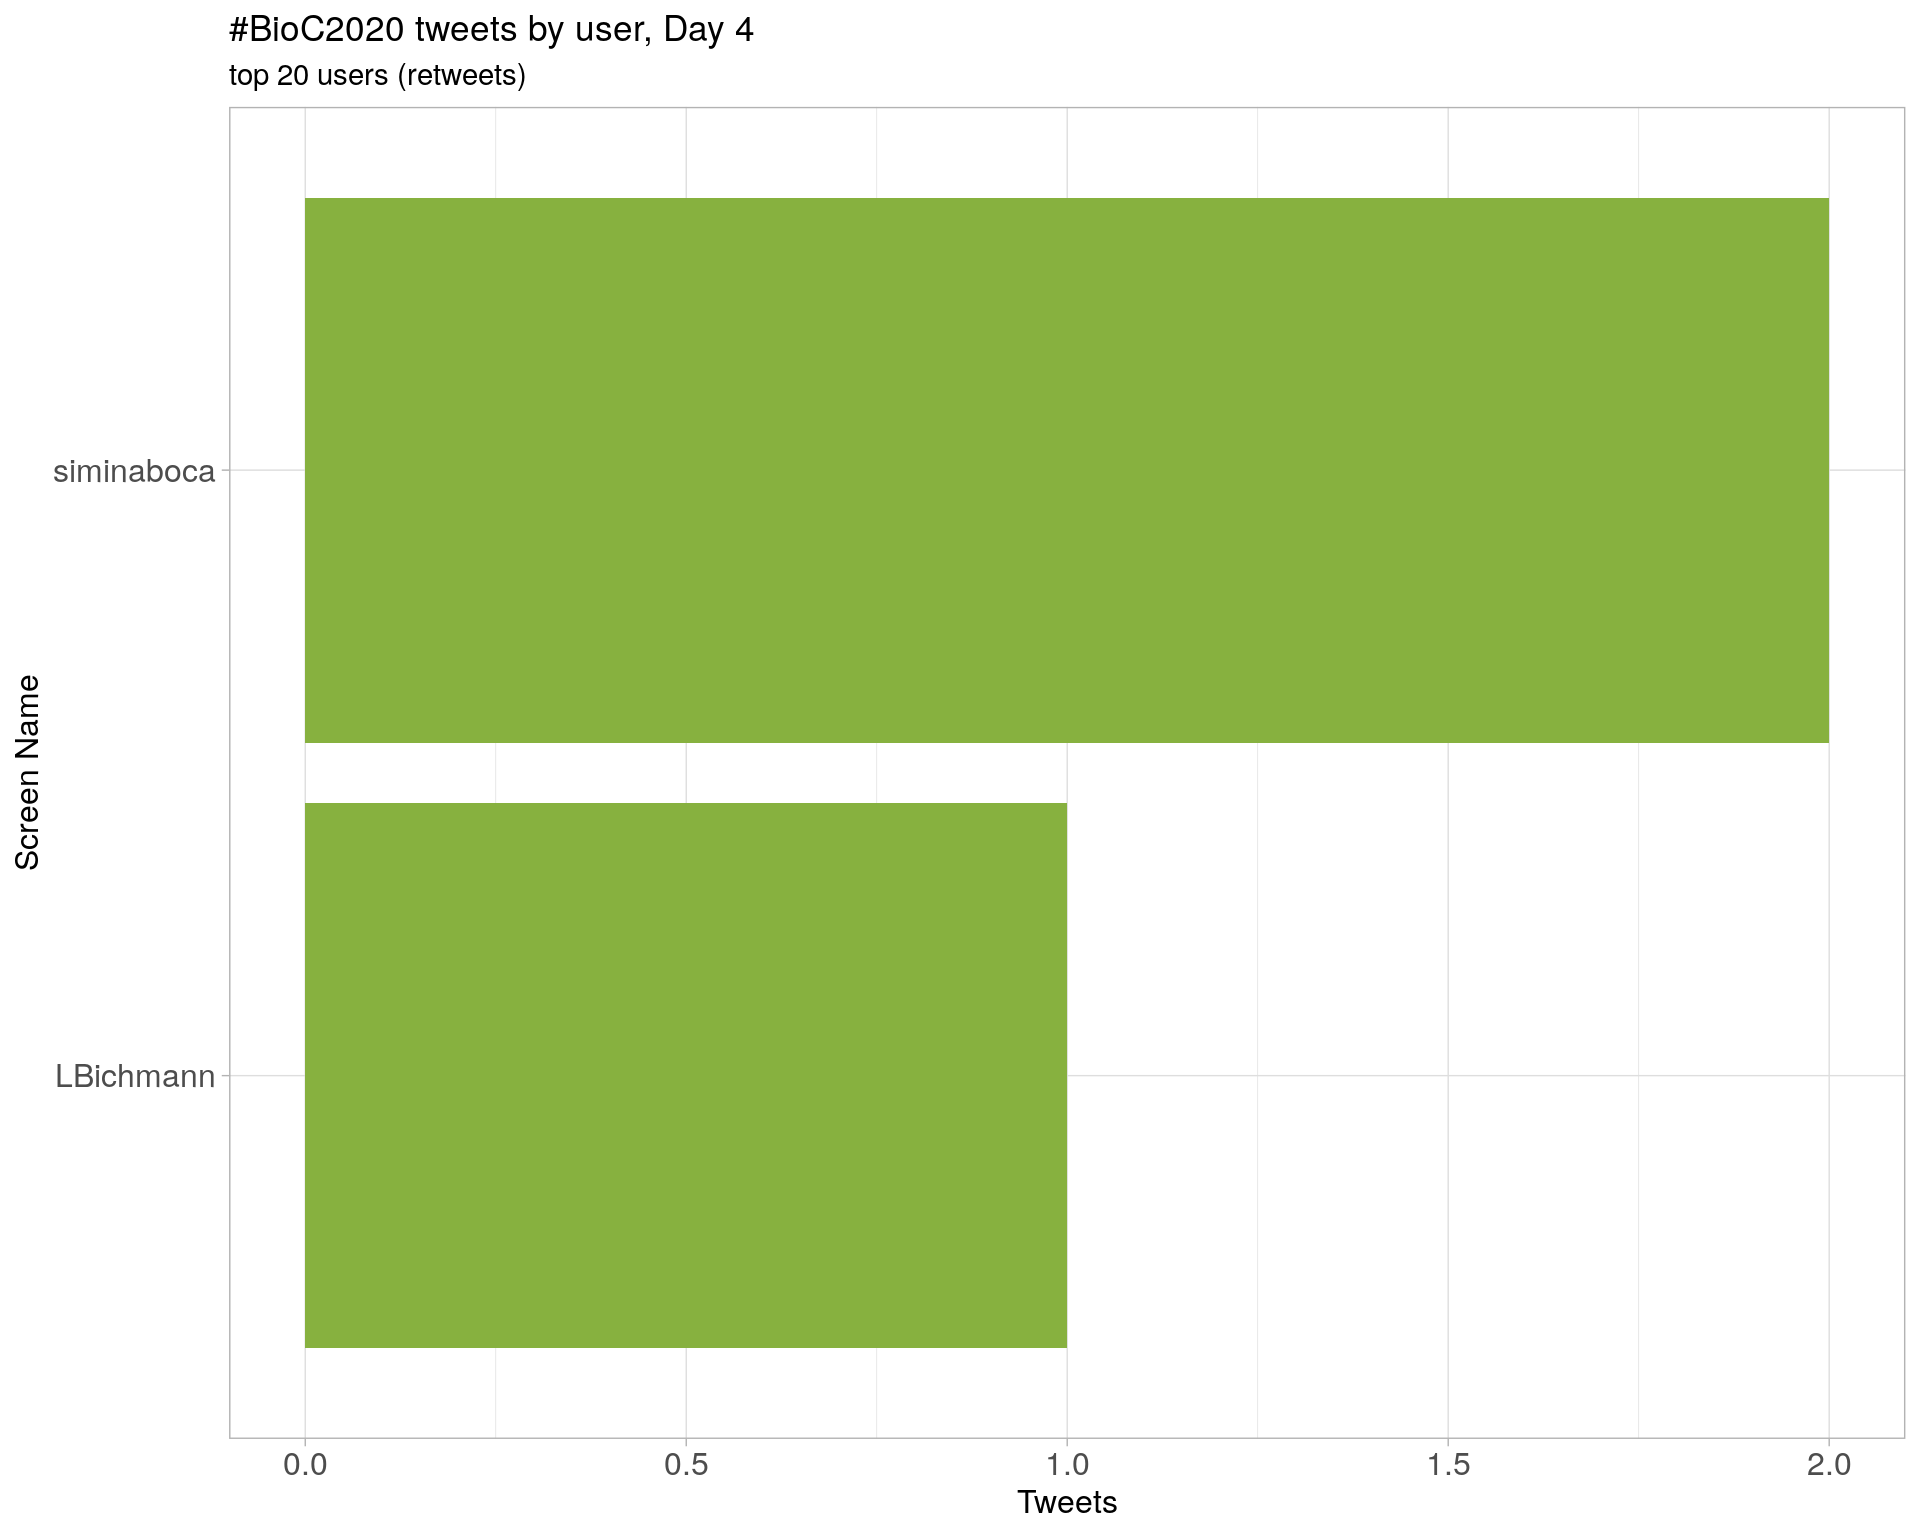 #BioC2020 tweets by user, Day 4
top 20 users (retweets)
Screen Name
siminaboca
LBichmann
0.0 0.5 1.0 1.5 2.0
Tweets